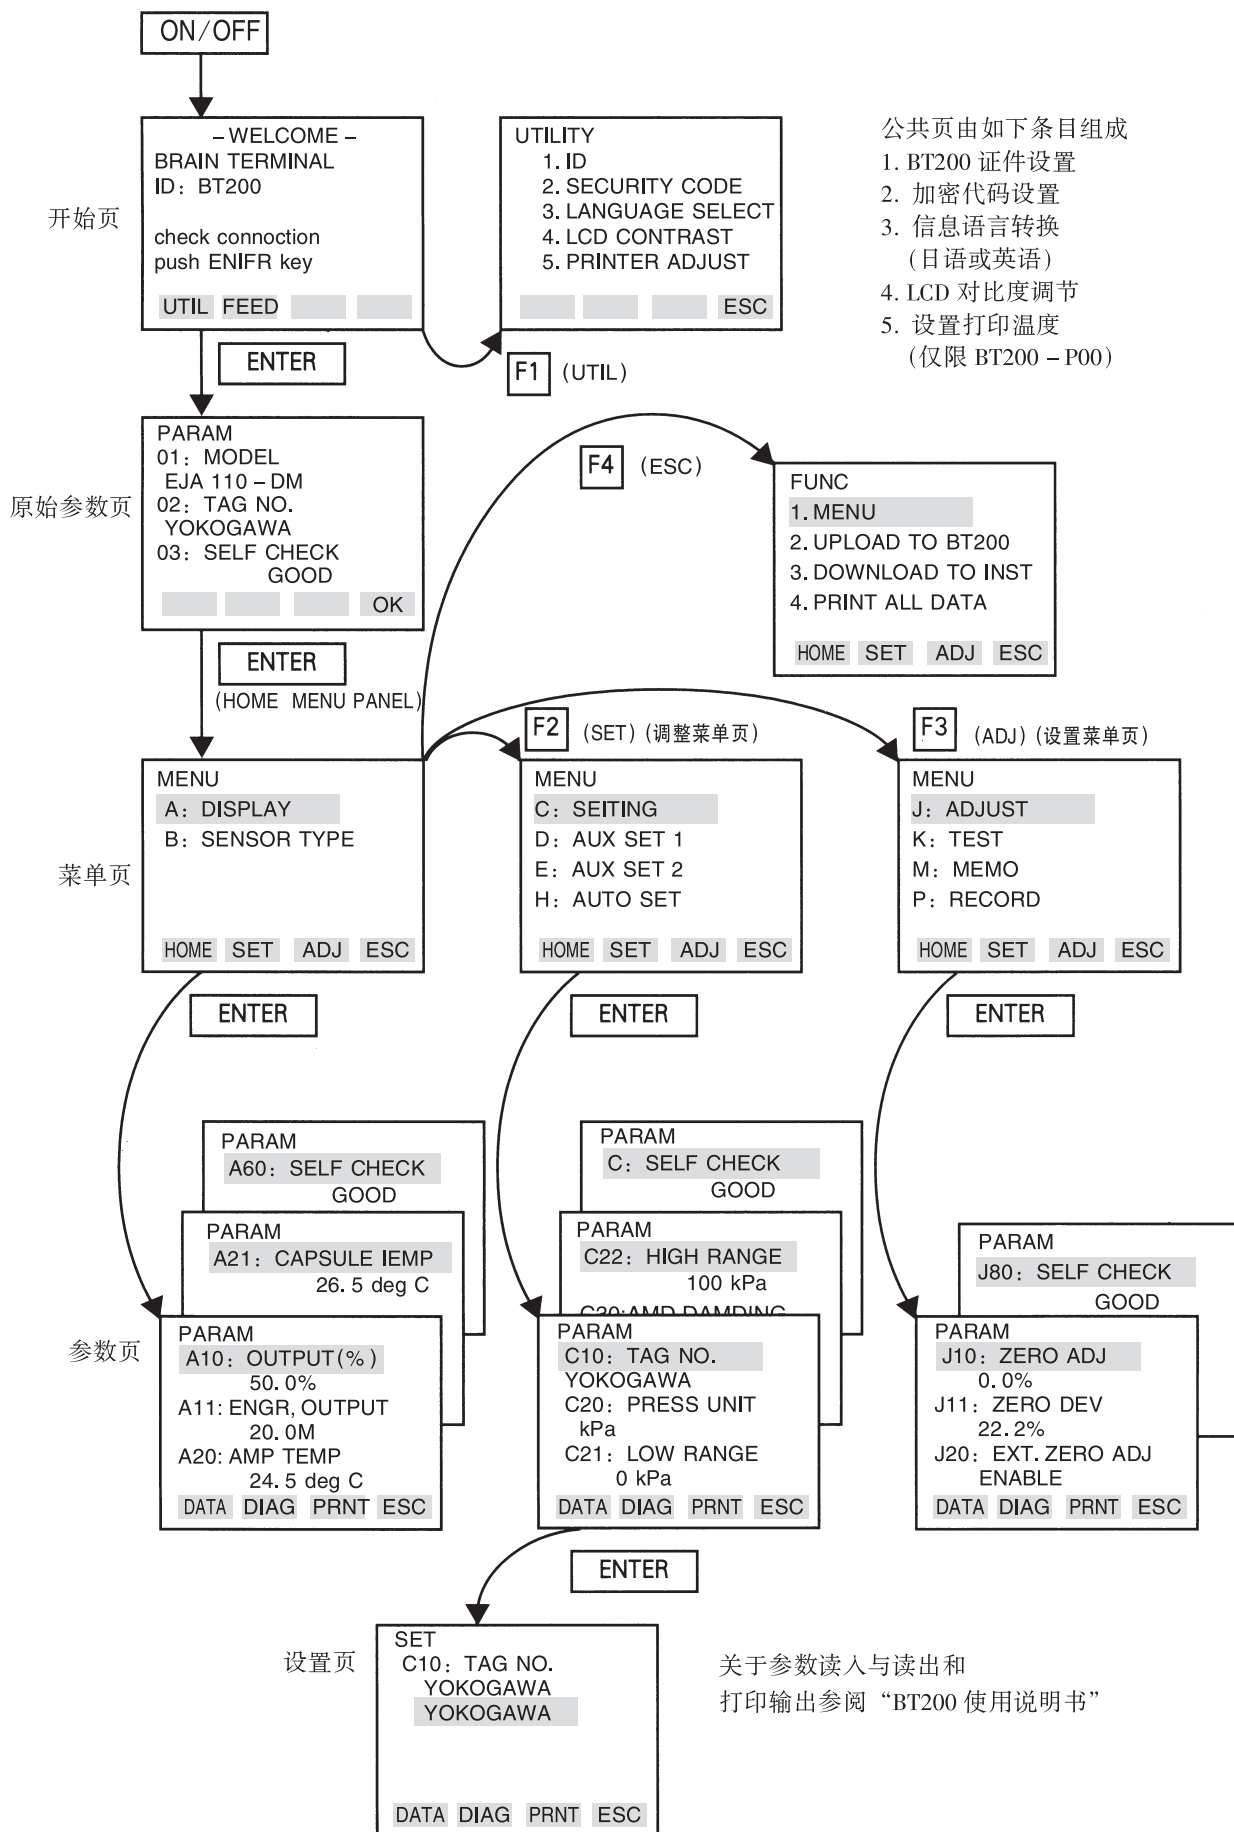 ON/OFF
–WELCOME–
BRAIN TERMINAL
ID: BT200
check connoction
push ENIFR key
UTIL FEED
开始页
UTILITY
1. ID
2. SECURITY CODE
3. LANGUAGE SELECT
4. LCD CONTRAST
5. PRINTER ADJUST
ESC
公共页由如下条目组成
1. BT200 证件设置
2. 加密代码设置
3. 信息语言转换
(日语或英语)
4. LCD 对比度调节
5. 设置打印温度
(仅限 BT200 – P00)
ENTER
F1 (UTIL)
PARAM
01: MODEL
EJA 110 – DM
02: TAG NO.
YOKOGAWA
03: SELF CHECK
GOOD
OK
原始参数页
F4 (ESC)
FUNC
1. MENU
2. UPLOAD TO BT200
3. DOWNLOAD TO INST
4. PRINT ALL DATA
HOME SET ADJ ESC
ENTER
(HOME MENU PANEL)
F2 (SET) (调整菜单页)
F3 (ADJ) (设置菜单页)
菜单页
MENU
A: DISPLAY
B: SENSOR TYPE
HOME SET ADJ ESC
MENU
C: SEITING
D: AUX SET 1
E: AUX SET 2
H: AUTO SET
HOME SET ADJ ESC
MENU
J: ADJUST
K: TEST
M: MEMO
P: RECORD
HOME SET ADJ ESC
ENTER
ENTER
ENTER
参数页
PARAM
A60: SELF CHECK
GOOD
PARAM
A21: CAPSULE IEMP
26. 5 deg C
PARAM
A10: OUTPUT(%)
50. 0%
A11: ENGR, OUTPUT
20. 0M
A20: AMP TEMP
24. 5 deg C
DATA DIAG PRNT ESC
PARAM
C: SELF CHECK
GOOD
PARAM
C22: HIGH RANGE
100 kPa
C30:AMD DAMDING
PARAM
C10: TAG NO.
YOKOGAWA
C20: PRESS UNIT
kPa
C21: LOW RANGE
0 kPa
DATA DIAG PRNT ESC
PARAM
J80: SELF CHECK
GOOD
PARAM
J10: ZERO ADJ
0. 0%
J11: ZERO DEV
22. 2%
J20: EXT. ZERO ADJ
ENABLE
DATA DIAG PRNT ESC
ENTER
设置页
SET
C10: TAG NO.
YOKOGAWA
YOKOGAWA
DATA DIAG PRNT ESC
关于参数读入与读出和
打印输出参阅“BT200 使用说明书”